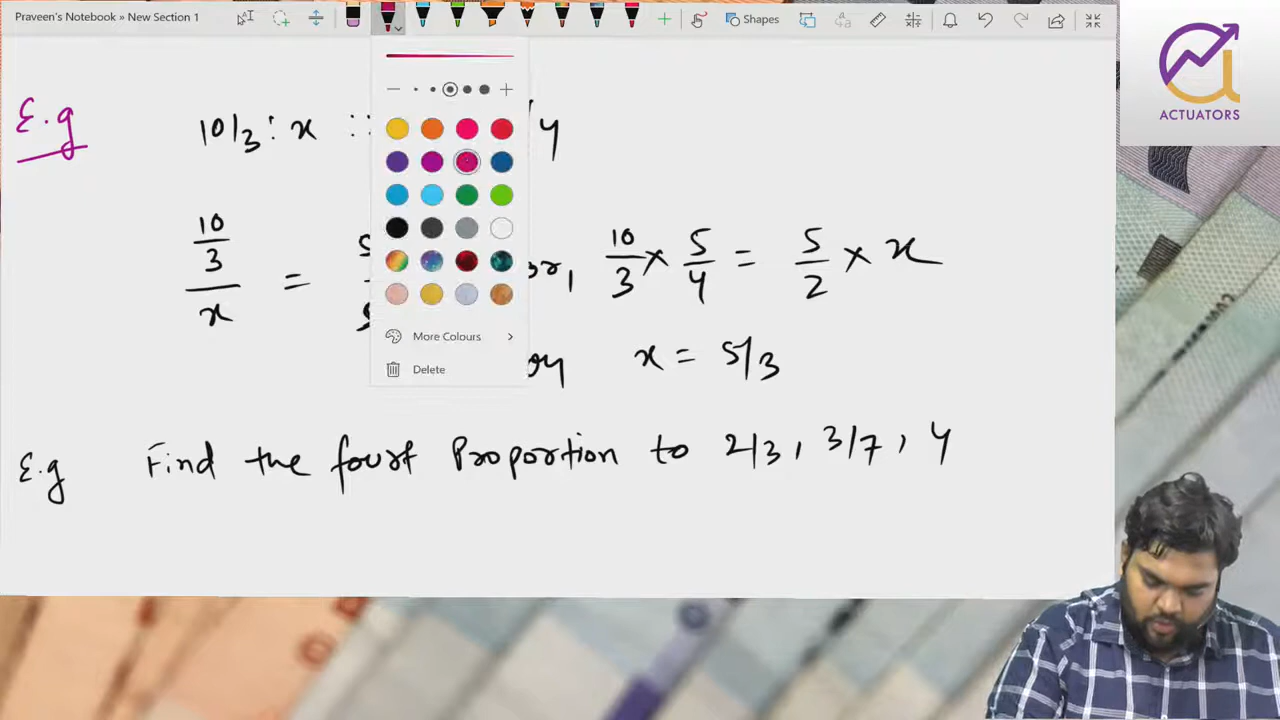 Praveen's Notebook » New Section 1
Shapes
ACTUATORS
E.g 10/3 : x :: /4
10/3 / x = or, 10/3 × 5/4 = 5/2 × x
x = 5/3
More Colours
Delete
E.g Find the fourt Proportion to 2/3, 3/7, 4